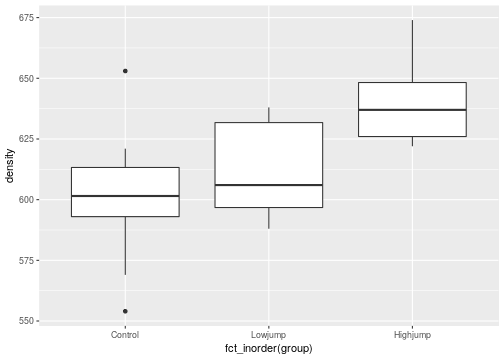 density
675
650
625
600
575
550
Control
Lowjump
Highjump
fct_inorder(group)